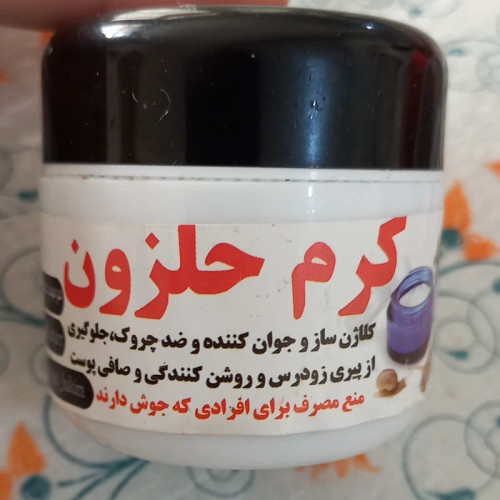 کرم حلزون
کلاژن ساز و جوان کننده و ضد چروک،جلوگیری
از پیری زودرس و روشن کنندگی و صافی پوست
منع مصرف برای افرادی که جوش دارند